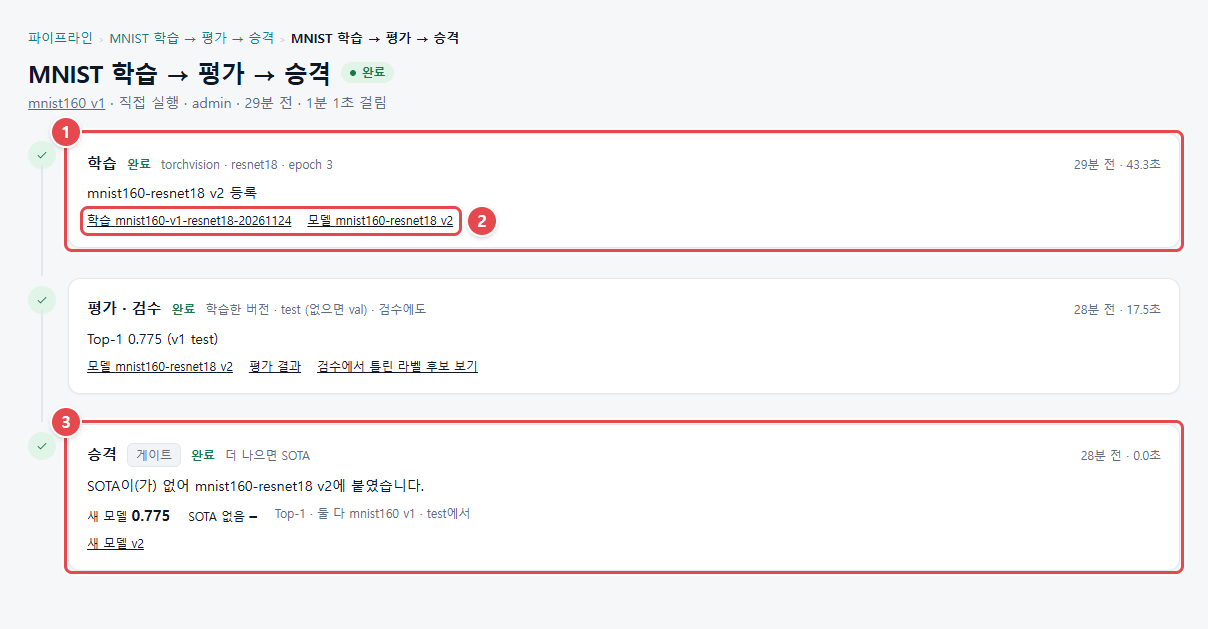 파이프라인 › MNIST 학습 → 평가 → 승격 › MNIST 학습 → 평가 → 승격
MNIST 학습 → 평가 → 승격 • 완료
mnist160 v1 · 직접 실행 · admin · 29분 전 · 1분 1초 걸림
1
학습 완료 torchvision · resnet18 · epoch 3 29분 전 · 43.3초
mnist160-resnet18 v2 등록
학습 mnist160-v1-resnet18-20261124 모델 mnist160-resnet18 v2 2
평가 · 검수 완료 학습한 버전 · test (없으면 val) · 검수에도 28분 전 · 17.5초
Top-1 0.775 (v1 test)
모델 mnist160-resnet18 v2 평가 결과 검수에서 틀린 라벨 후보 보기
3
승격 게이트 완료 더 나으면 SOTA 28분 전 · 0.0초
SOTA이(가) 없어 mnist160-resnet18 v2에 붙였습니다.
새 모델 0.775 SOTA 없음 – Top-1 · 둘 다 mnist160 v1 · test에서
새 모델 v2